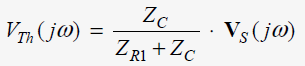 V_Th (jω) = Z_C / (Z_R1 + Z_C) · V_S (jω)